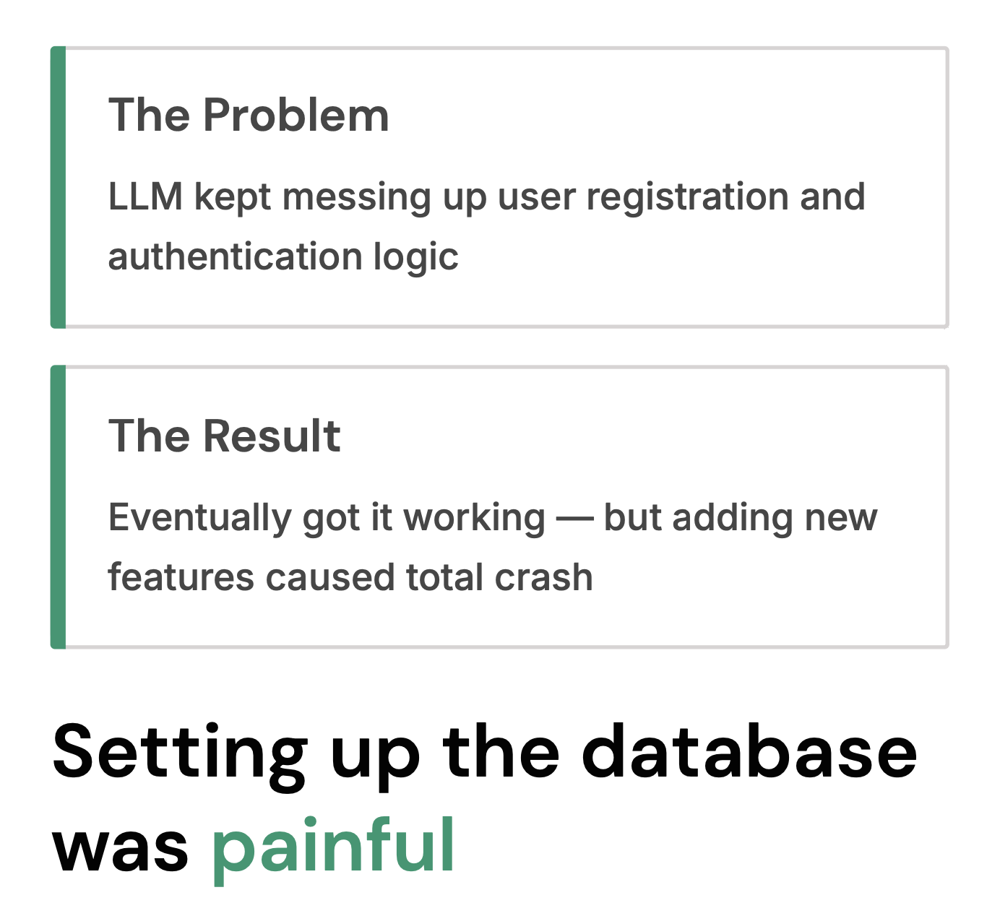 The Problem
LLM kept messing up user registration and
authentication logic
The Result
Eventually got it working — but adding new
features caused total crash
Setting up the database
was painful